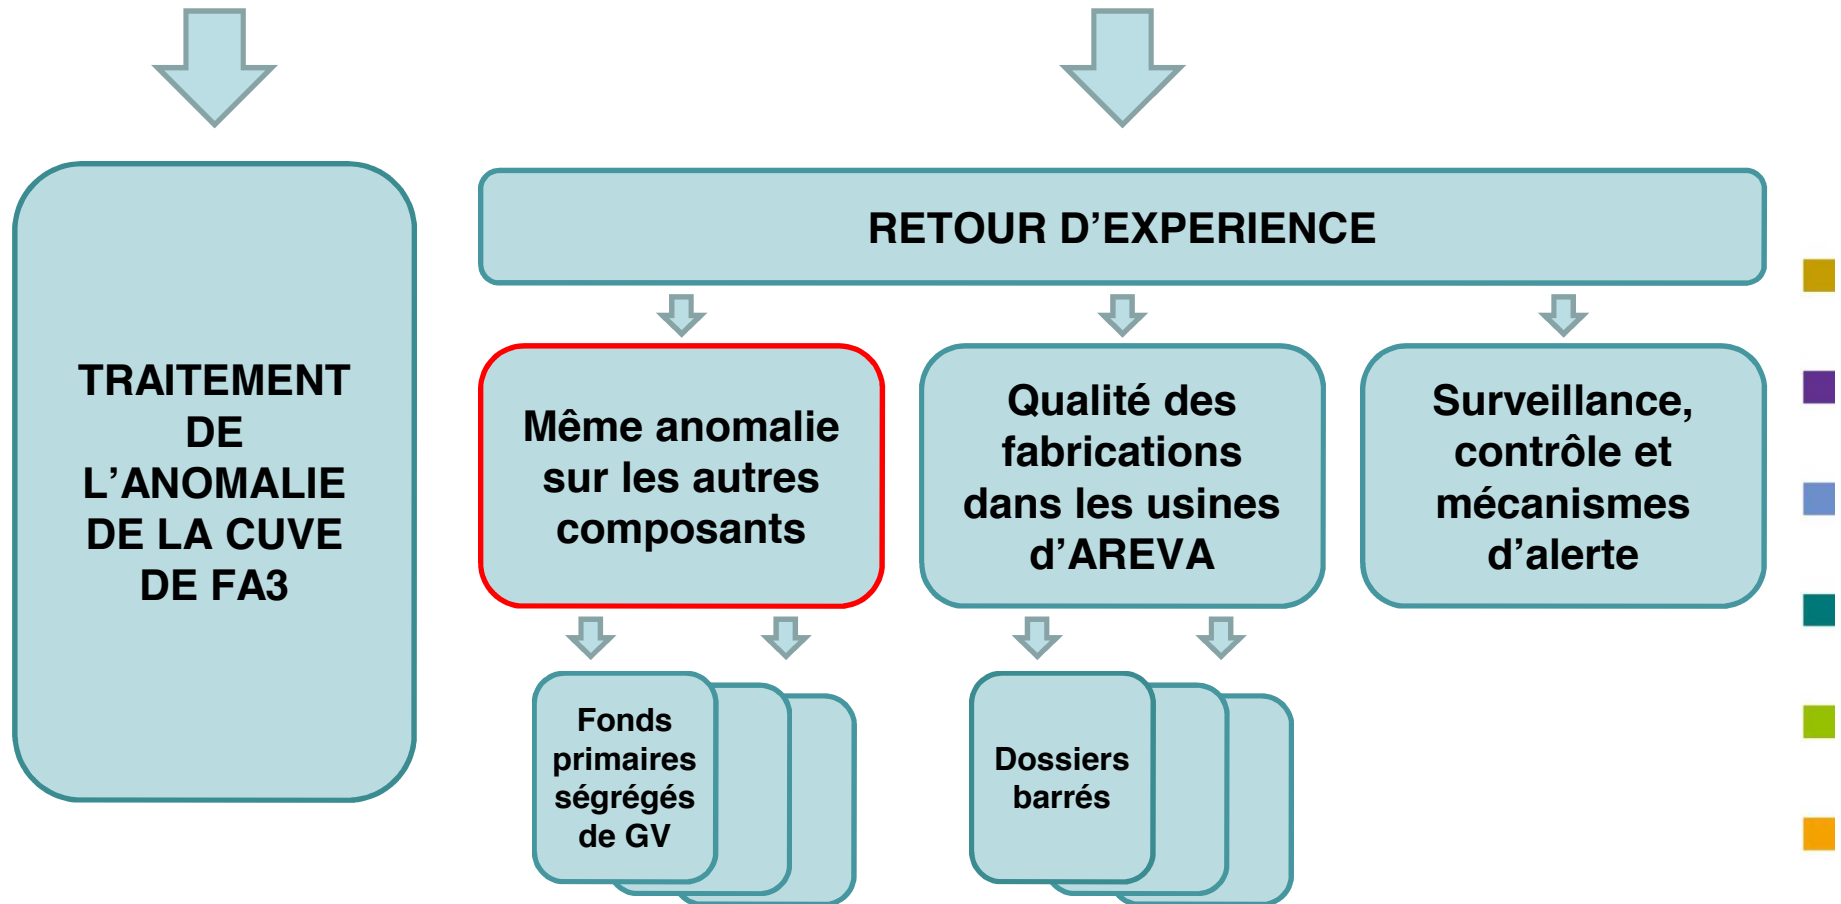 TRAITEMENT
DE
L’ANOMALIE
DE LA CUVE
DE FA3
RETOUR D’EXPERIENCE
Même anomalie
sur les autres
composants
Qualité des
fabrications
dans les usines
d’AREVA
Surveillance,
contrôle et
mécanismes
d’alerte
Fonds
primaires
ségrégés
de GV
Dossiers
barrés